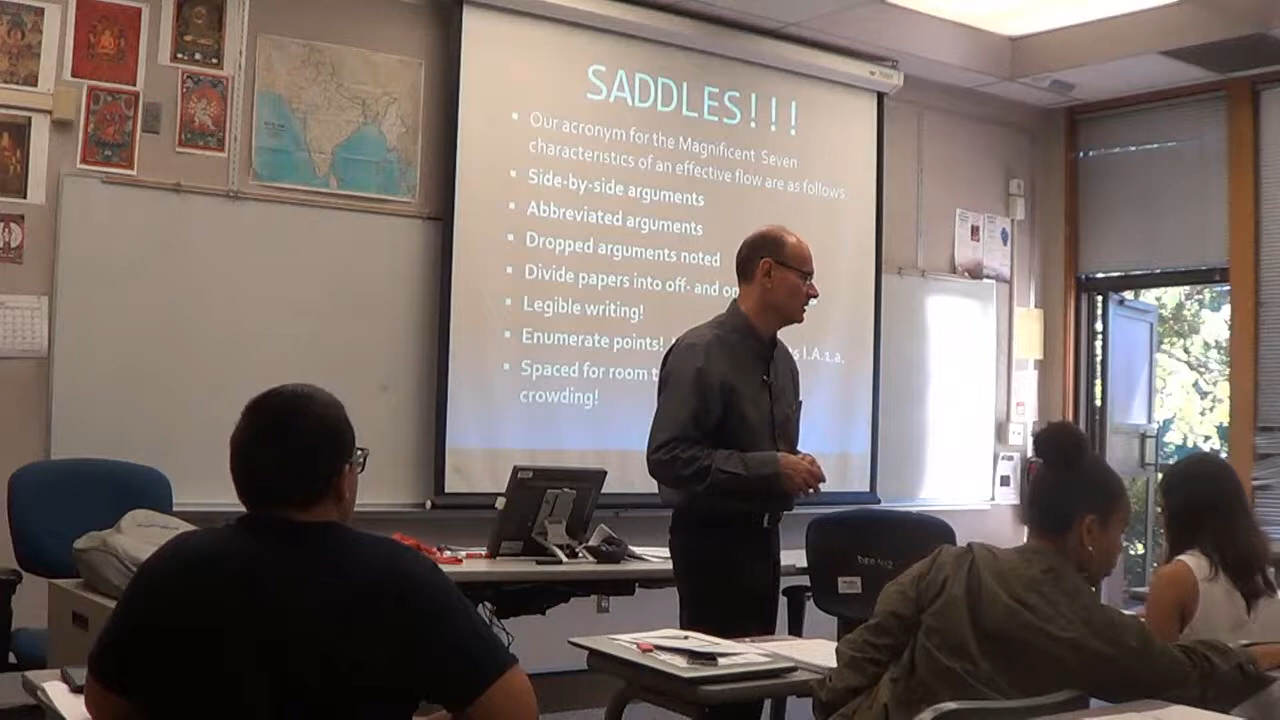 SADDLES!!!
Our acronym for the Magnificent Seven
characteristics of an effective flow are as follows
Side-by-side arguments
Abbreviated arguments
Dropped arguments noted
Divide papers into off- and
Legible writing!
Enumerate points! I.A.1.a.
Spaced for room
crowding!